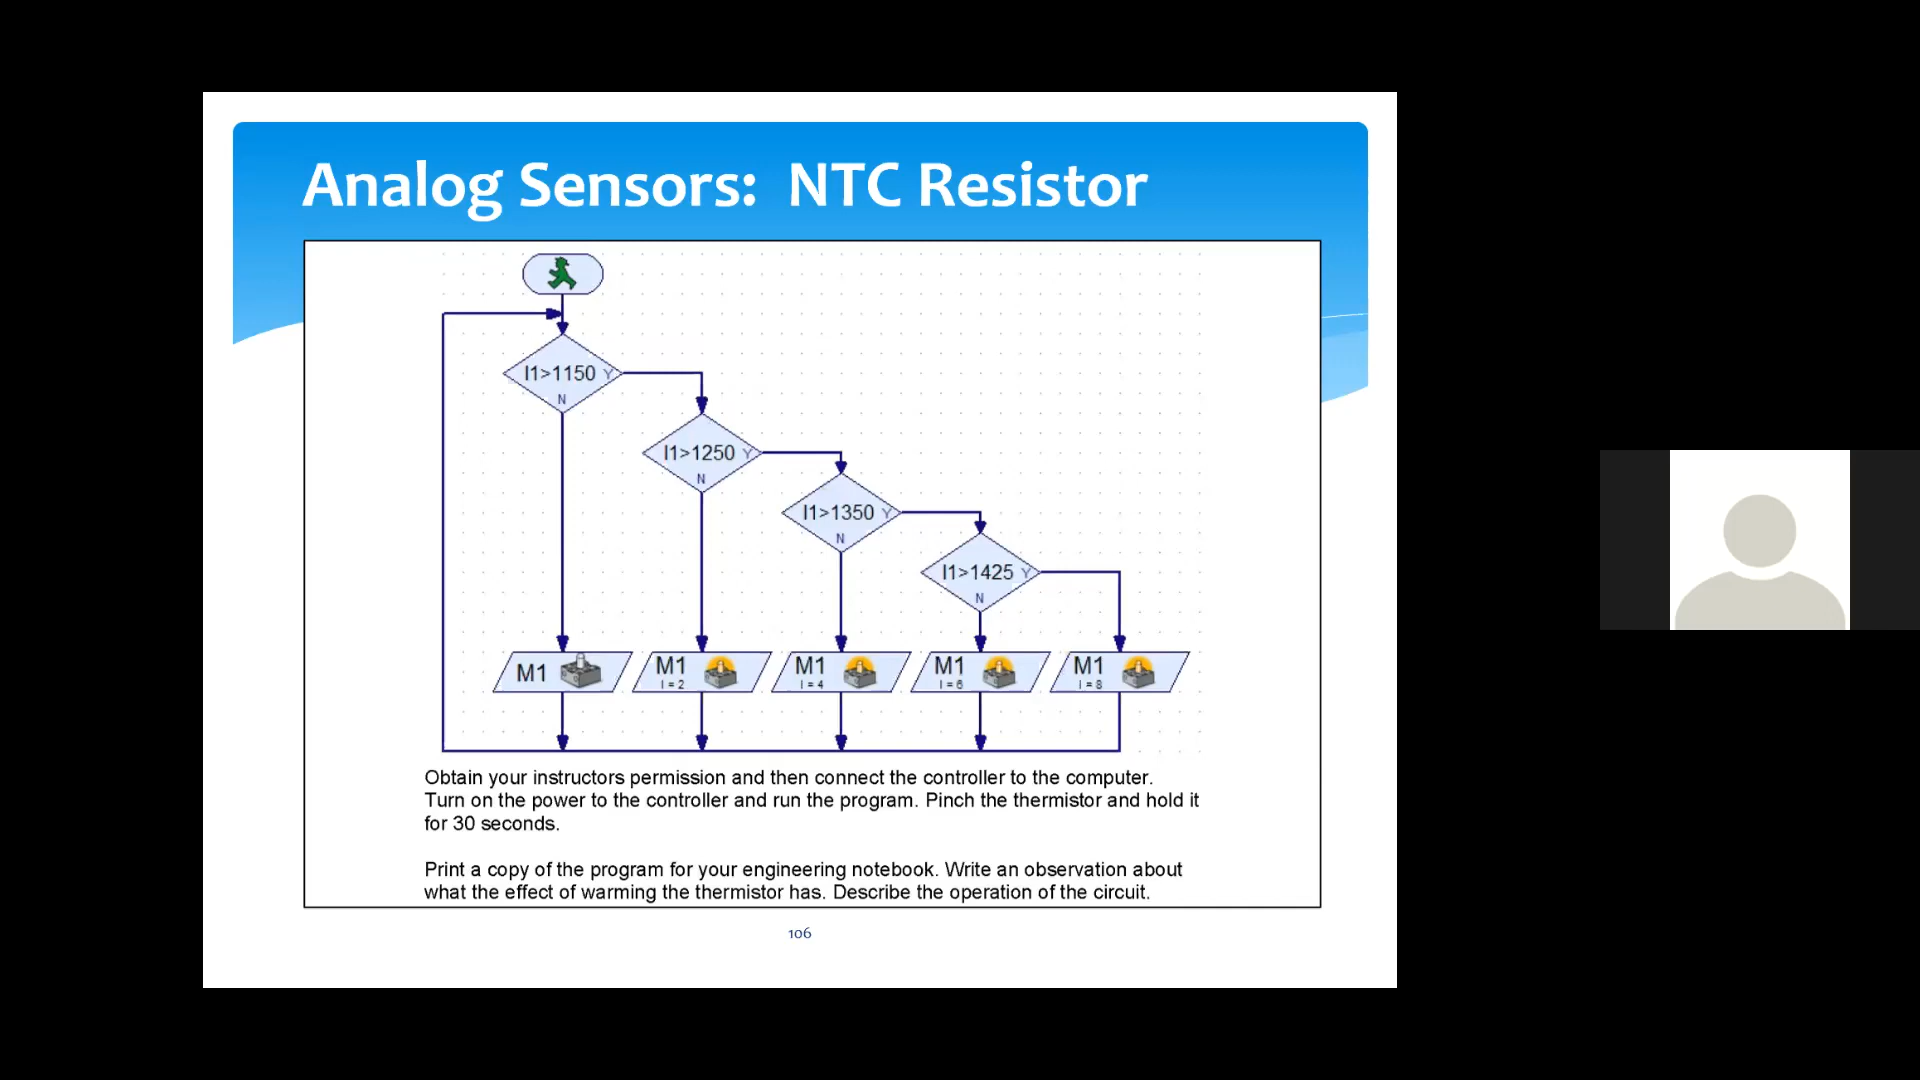 Analog Sensors: NTC Resistor
I1>1150 Y
N
I1>1250 Y
N
I1>1350 Y
N
I1>1425 Y
N
M1
M1
I = 2
M1
I = 4
M1
I = 6
M1
I = 8
Obtain your instructors permission and then connect the controller to the computer.
Turn on the power to the controller and run the program. Pinch the thermistor and hold it
for 30 seconds.
Print a copy of the program for your engineering notebook. Write an observation about
what the effect of warming the thermistor has. Describe the operation of the circuit.
106